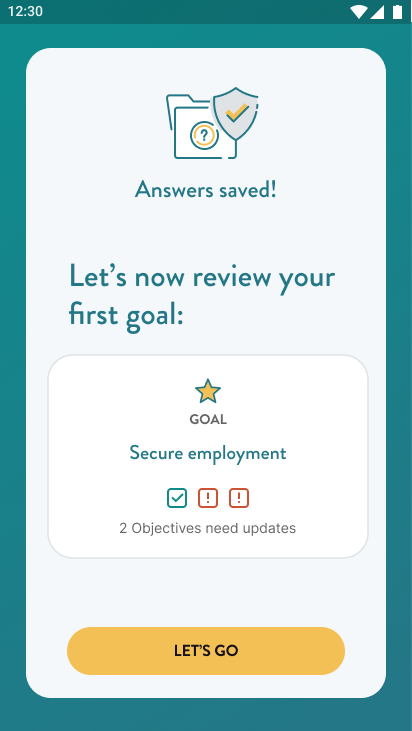 12:30
?
Answers saved!
Let’s now review your
first goal:
GOAL
Secure employment
! !
2 Objectives need updates
LET’S GO